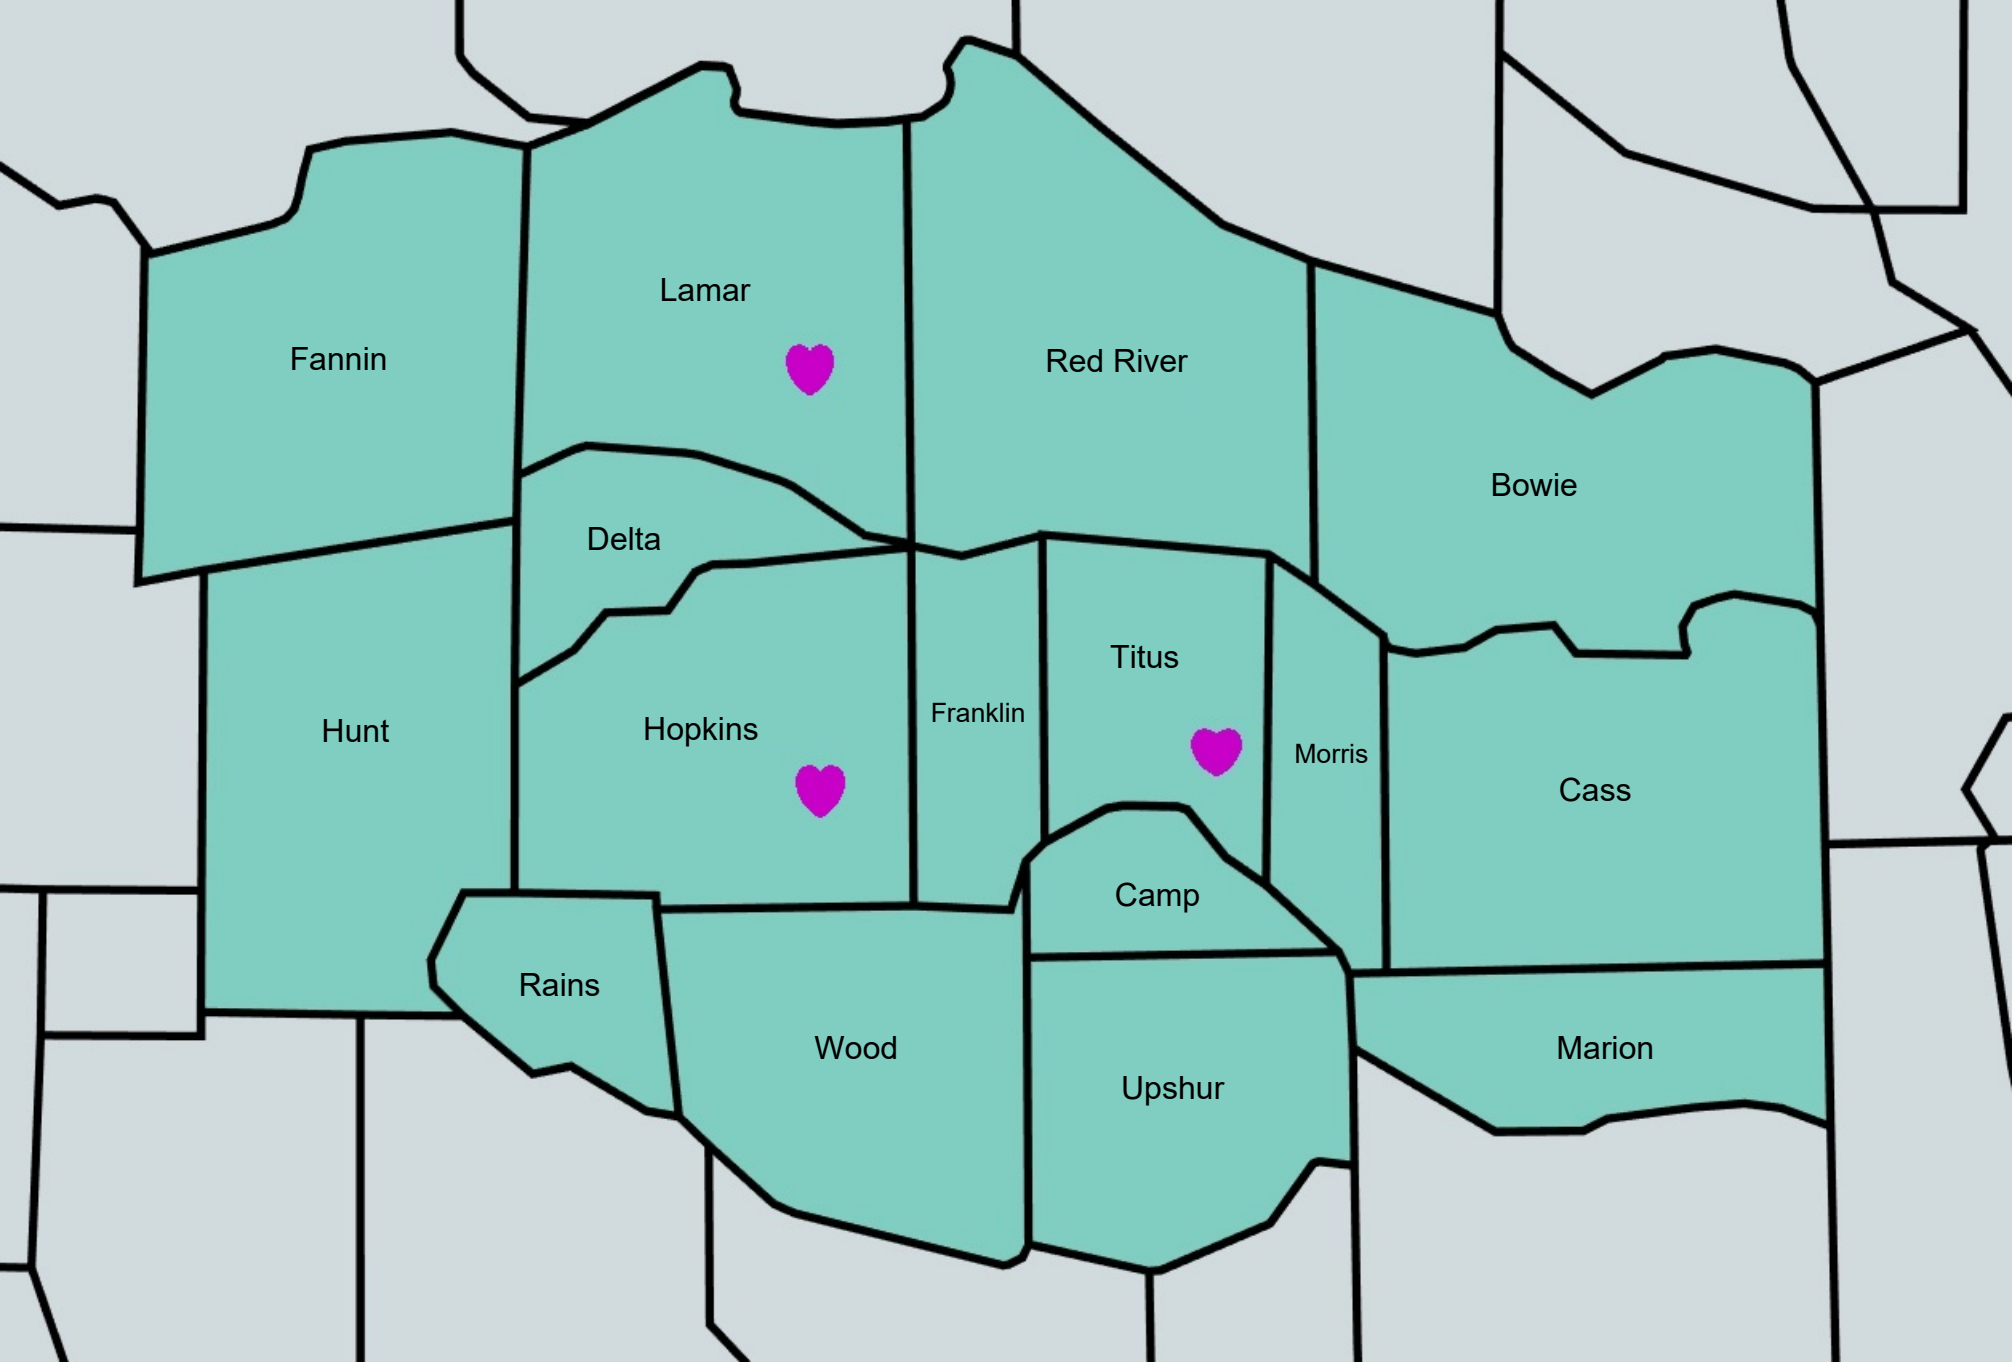 Lamar
Fannin
Red River
Bowie
Delta
Titus
Franklin
Hunt
Hopkins
Morris
Cass
Camp
Rains
Wood
Marion
Upshur